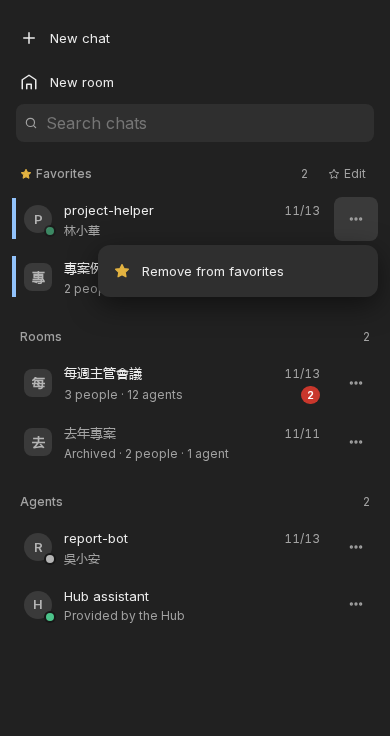 New chat
New room
Search chats
Favorites 2 Edit
P project-helper 11/13
林小華
專 專案
2
Remove from favorites
Rooms 2
每 每週主管會議 11/13
3 people · 12 agents 2
去 去年專案 11/11
Archived · 2 people · 1 agent
Agents 2
R report-bot 11/13
吳小安
H Hub assistant
Provided by the Hub